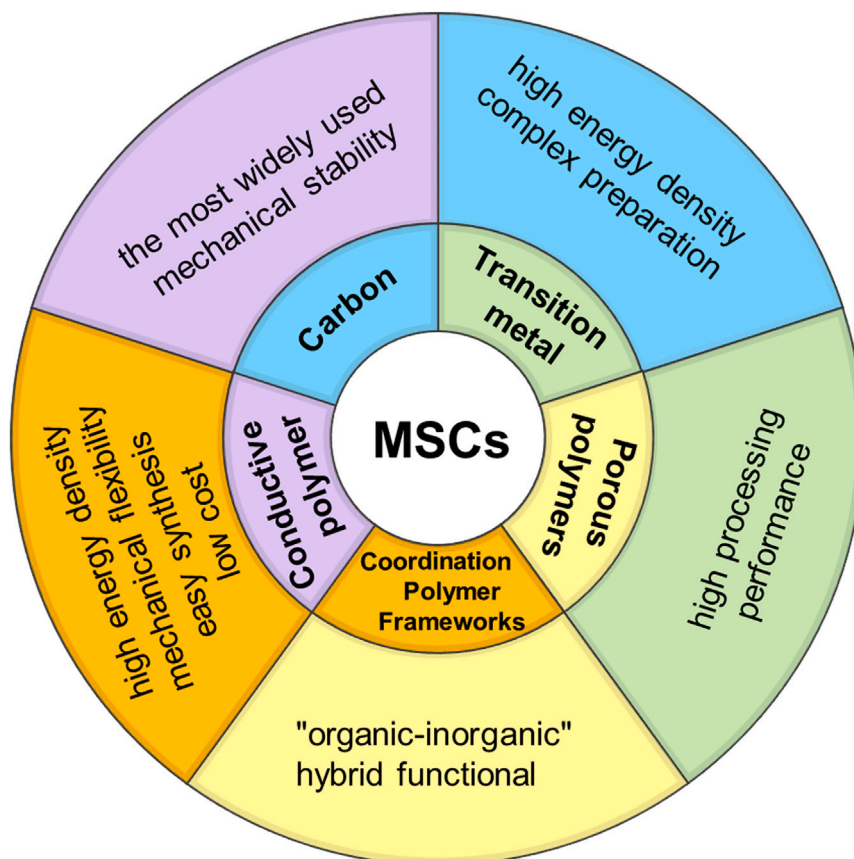 the most widely used
mechanical stability
high energy density
complex preparation
Carbon
Transition
metal
MSCs
Conductive
polymer
Porous
polymers
Coordination
Polymer
Frameworks
high energy density
mechanical flexibility
easy synthesis
low cost
high processing
performance
"organic-inorganic"
hybrid functional